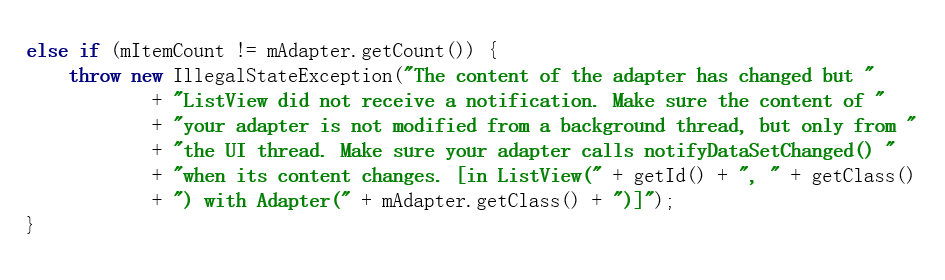 else if (mItemCount != mAdapter.getCount()) {
throw new IllegalStateException("The content of the adapter has changed but "
+ "ListView did not receive a notification. Make sure the content of "
+ "your adapter is not modified from a background thread, but only from "
+ "the UI thread. Make sure your adapter calls notifyDataSetChanged() "
+ "when its content changes. [in ListView(" + getId() + ", " + getClass()
+ ") with Adapter(" + mAdapter.getClass() + ")]");
}